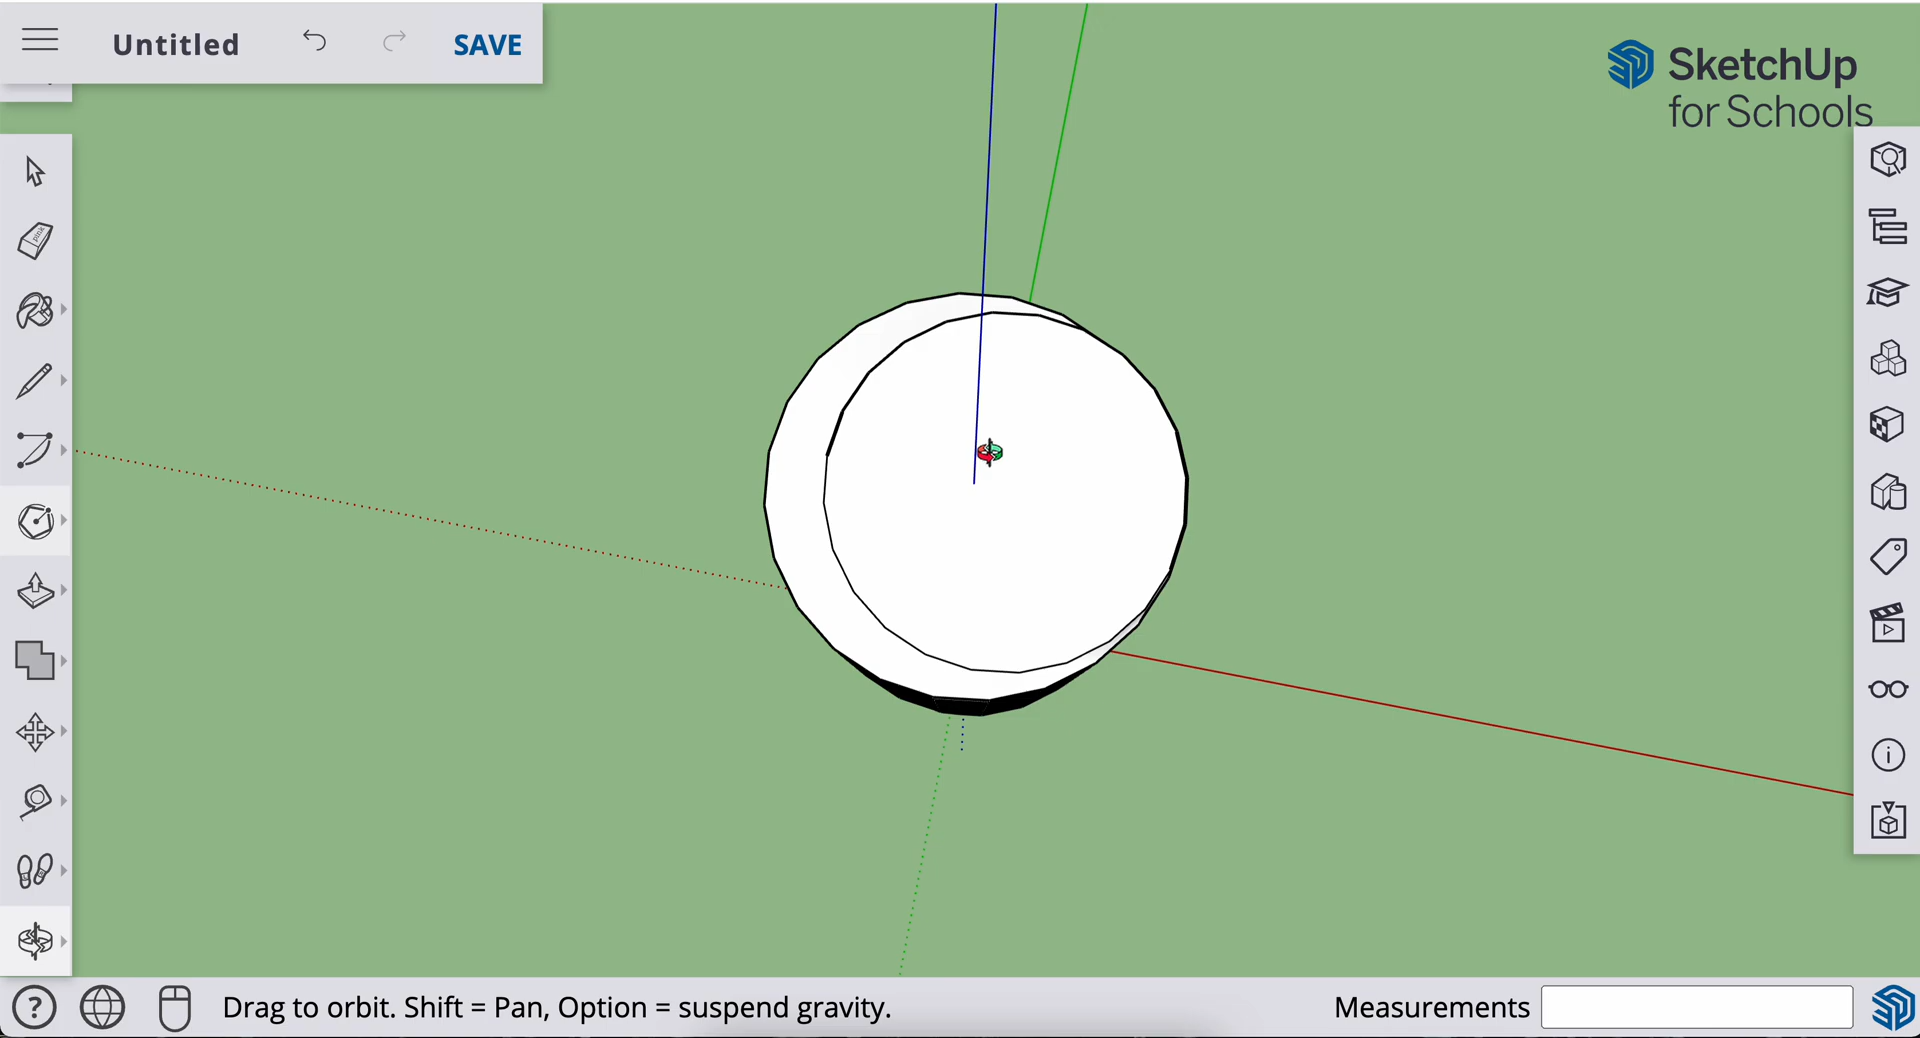 Untitled
SAVE
SketchUp
for Schools
Drag to orbit. Shift = Pan, Option = suspend gravity.
Measurements